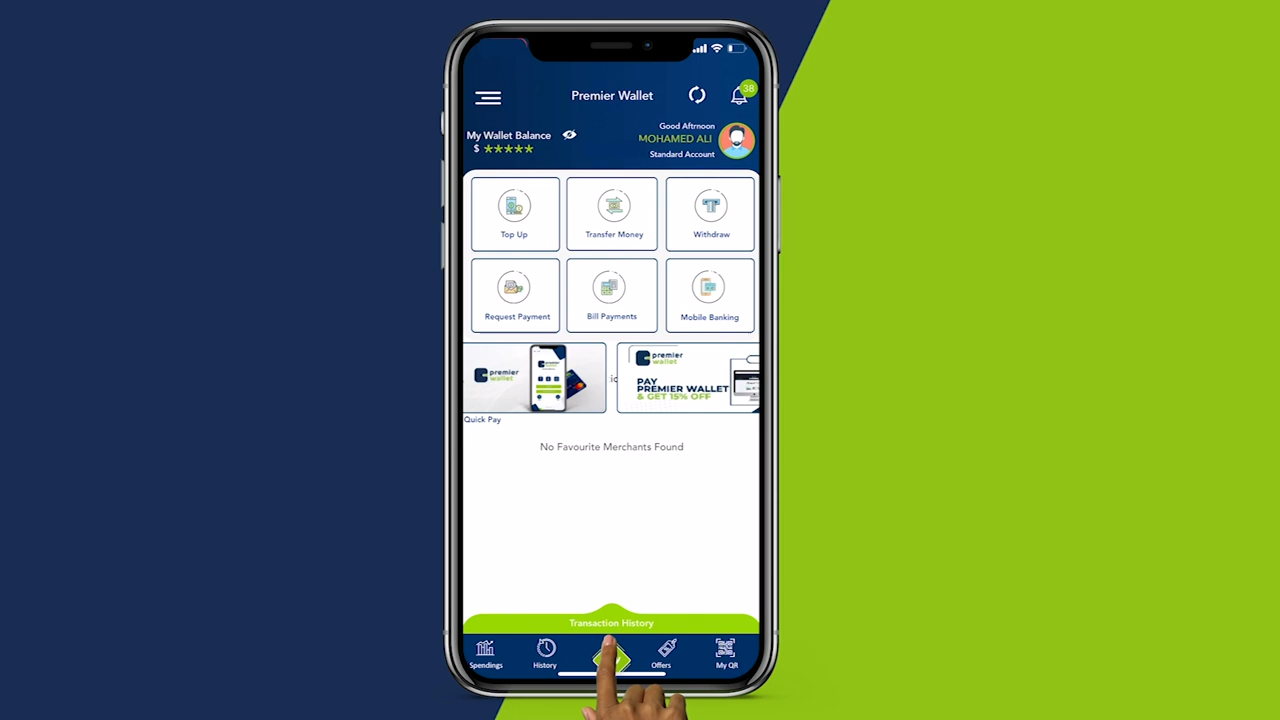 Premier Wallet
38
My Wallet Balance
$ *****
Good Aftrnoon
MOHAMED ALI
Standard Account
Top Up
Transfer Money
Withdraw
Request Payment
Bill Payments
Mobile Banking
premier
wallet
premier
wallet
PAY
PREMIER WALLET
& GET 15% OFF
Quick Pay
No Favourite Merchants Found
Transaction History
Spendings
History
Offers
My QR